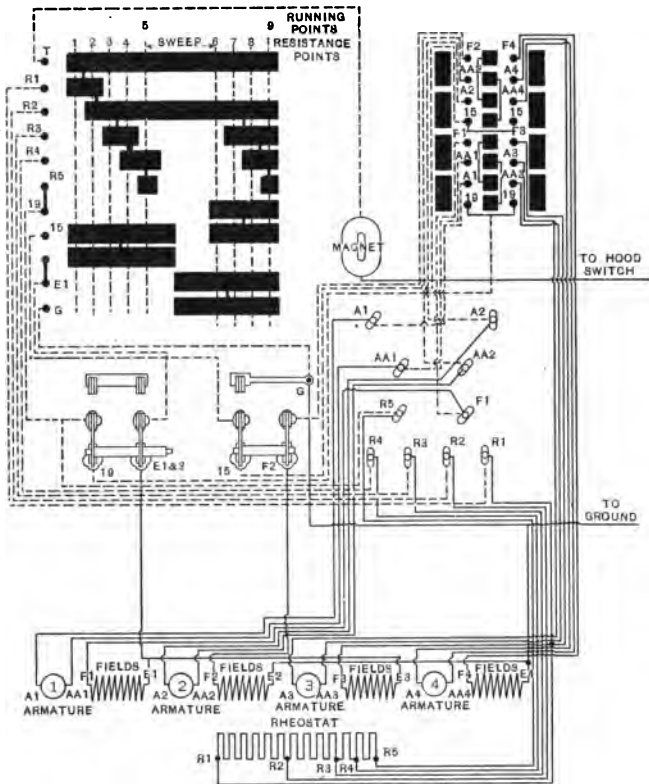 5 RUNNING 9
POINTS
T 1 2 3 4 SWEEP 6 7 8 9 RESISTANCE
POINTS
R1
R2
R3
R4
R5
19
15
E1
G
F2 F4
AA2 A4
A2 AA4
15 15
F1 F3
AA1 A3
A1 AA3
19 19
MAGNET
TO HOOD
SWITCH
A1 A2
AA1 AA2
R5 F1
R4 R3 R2 R1
G
19 E1&2 15 F2
TO
GROUND
A1 1 AA1 F1 FIELDS E1 AA2 2 AA2 F2 FIELDS E2 A3 3 AA3 F3 FIELDS E3 A4 4 AA4 F4 FIELDS E
ARMATURE ARMATURE ARMATURE ARMATURE
RHEOSTAT
R1 R2 R3 R4 R5